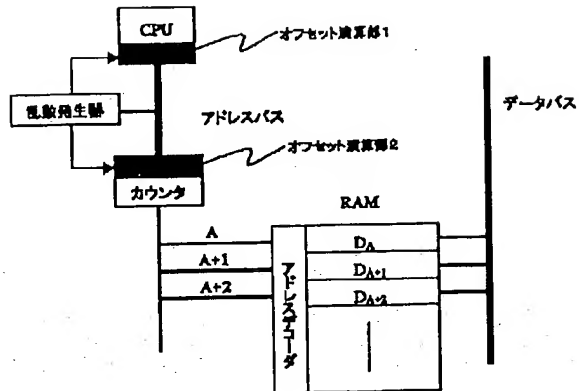 CPU
オフセット演算部1
乱数発生器
アドレスバス
データバス
オフセット演算部2
カウンタ
RAM
A
A+1
A+2
アドレスデコーダ
DA
DA+1
DA+2